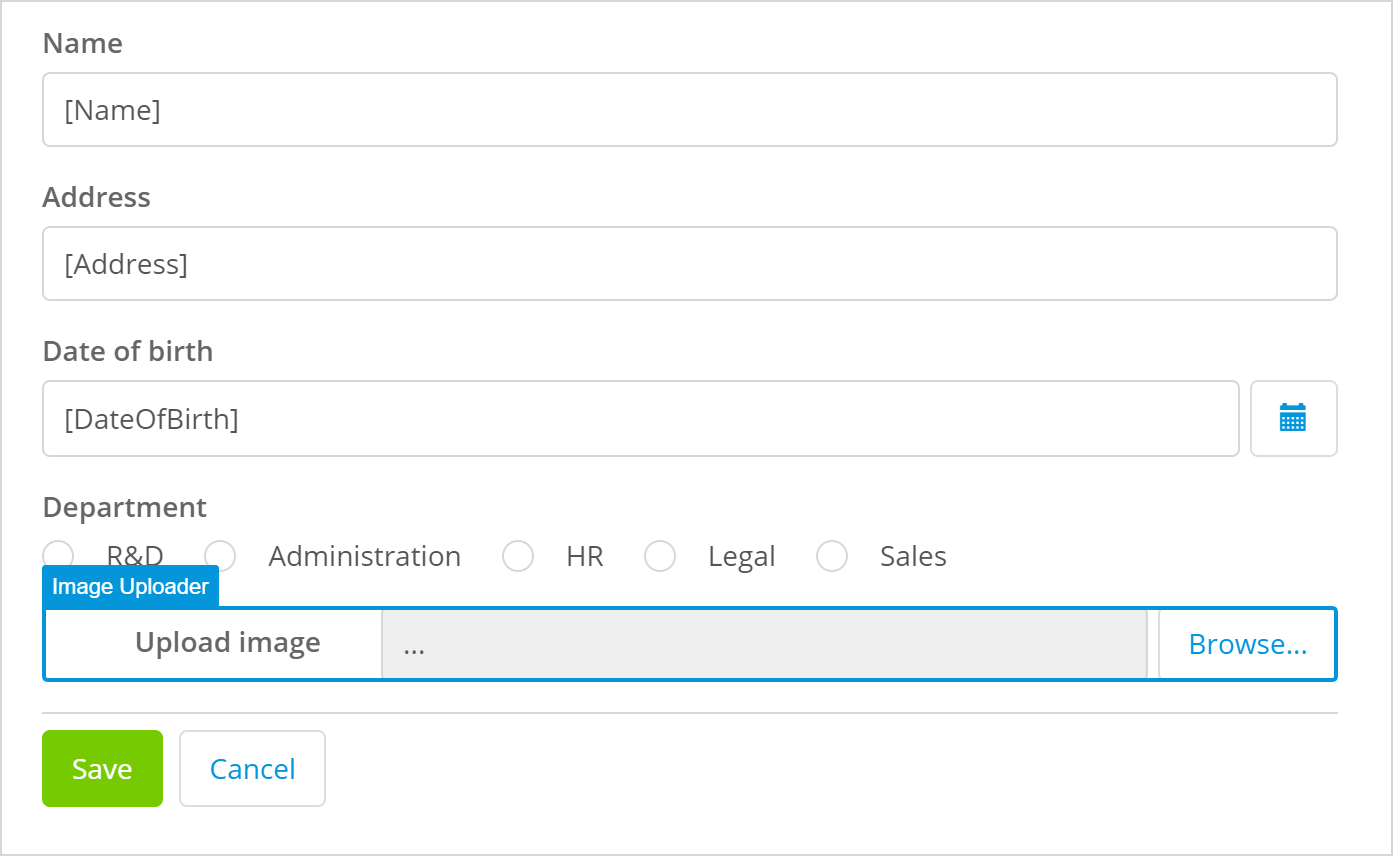 Name
[Name]
Address
[Address]
Date of birth
[DateOfBirth]
Department
R&D Administration HR Legal Sales
Image Uploader
Upload image ... Browse...
Save Cancel